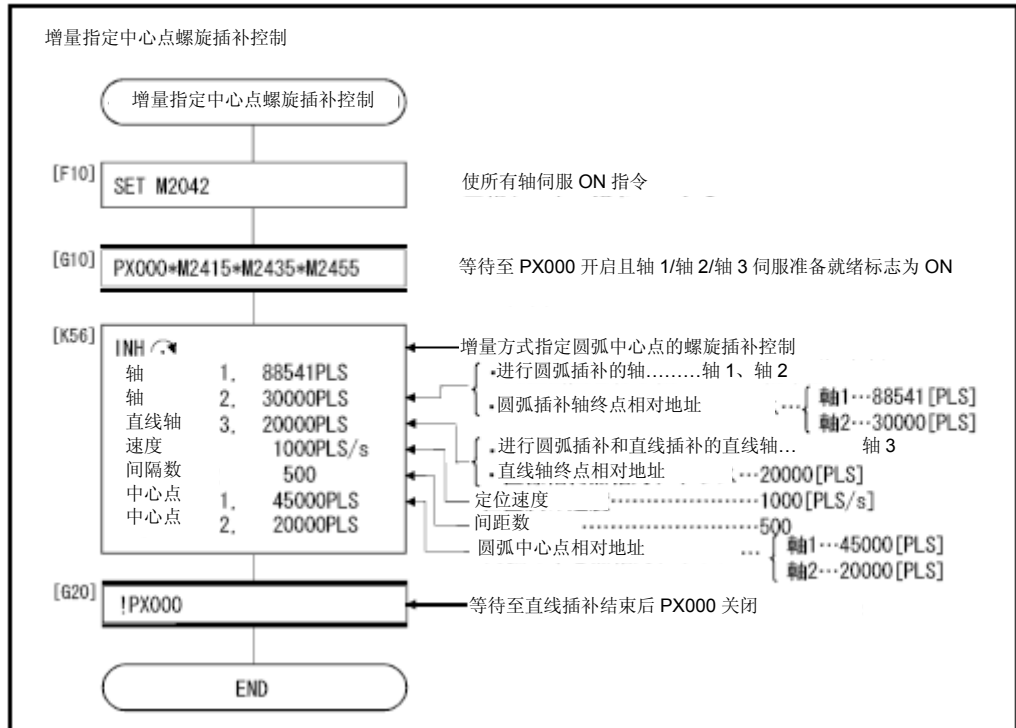 增量指定中心点螺旋插补控制
增量指定中心点螺旋插补控制
[F10] SET M2042 使所有轴伺服 ON 指令
[G10] PX000*M2415*M2435*M2455 等待至 PX000 开启且轴 1/轴 2/轴 3 伺服准备就绪标志为 ON
[K56]
INH
轴 1, 88541PLS
轴 2, 30000PLS
直线轴 3, 20000PLS
速度 1000PLS/s
间隔数 500
中心点 1, 45000PLS
中心点 2, 20000PLS
增量方式指定圆弧中心点的螺旋插补控制
·进行圆弧插补的轴………轴 1、轴 2
·圆弧插补轴终点相对地址 … 軸1…88541[PLS]
軸2…30000[PLS]
·进行圆弧插补和直线插补的直线轴… 轴 3
·直线轴终点相对地址 …20000[PLS]
定位速度 ………………1000[PLS/s]
间距数 ………………500
圆弧中心点相对地址 … 軸1…45000[PLS]
軸2…20000[PLS]
[G20] !PX000 等待至直线插补结束后 PX000 关闭
END